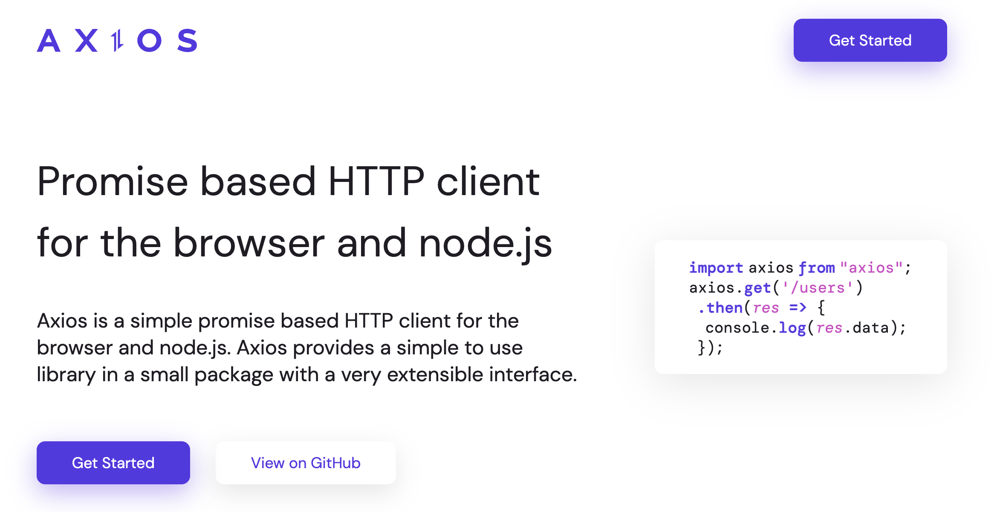 AXIOS
Get Started
Promise based HTTP client
for the browser and node.js
Axios is a simple promise based HTTP client for the
browser and node.js. Axios provides a simple to use
library in a small package with a very extensible interface.
import axios from "axios";
axios.get('/users')
.then(res => {
console.log(res.data);
});
Get Started
View on GitHub